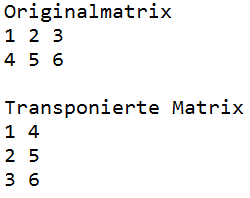 Originalmatrix
1 2 3
4 5 6
Transponierte Matrix
1 4
2 5
3 6